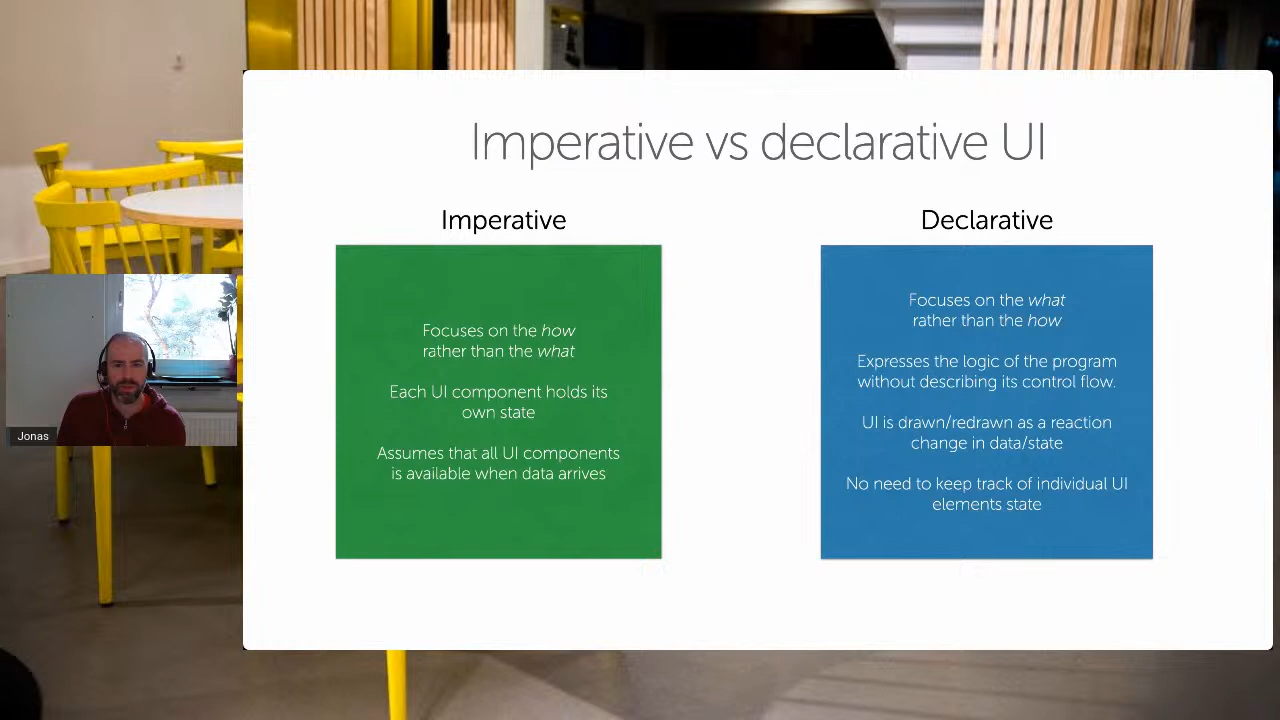 Imperative vs declarative UI
Imperative
Focuses on the how
rather than the what
Each UI component holds its
own state
Assumes that all UI components
is available when data arrives
Declarative
Focuses on the what
rather than the how
Expresses the logic of the program
without describing its control flow.
UI is drawn/redrawn as a reaction
change in data/state
No need to keep track of individual UI
elements state
Jonas